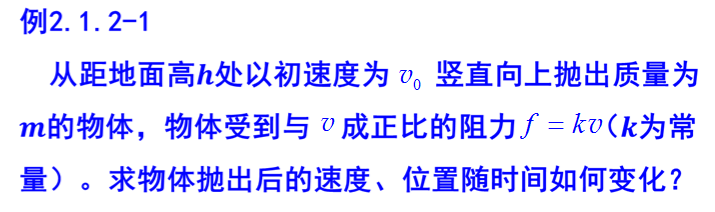 例2.1.2-1
从距地面高h处以初速度为 v₀ 竖直向上抛出质量为
m的物体，物体受到与 v 成正比的阻力 f = kv（k为常
量）。求物体抛出后的速度、位置随时间如何变化？